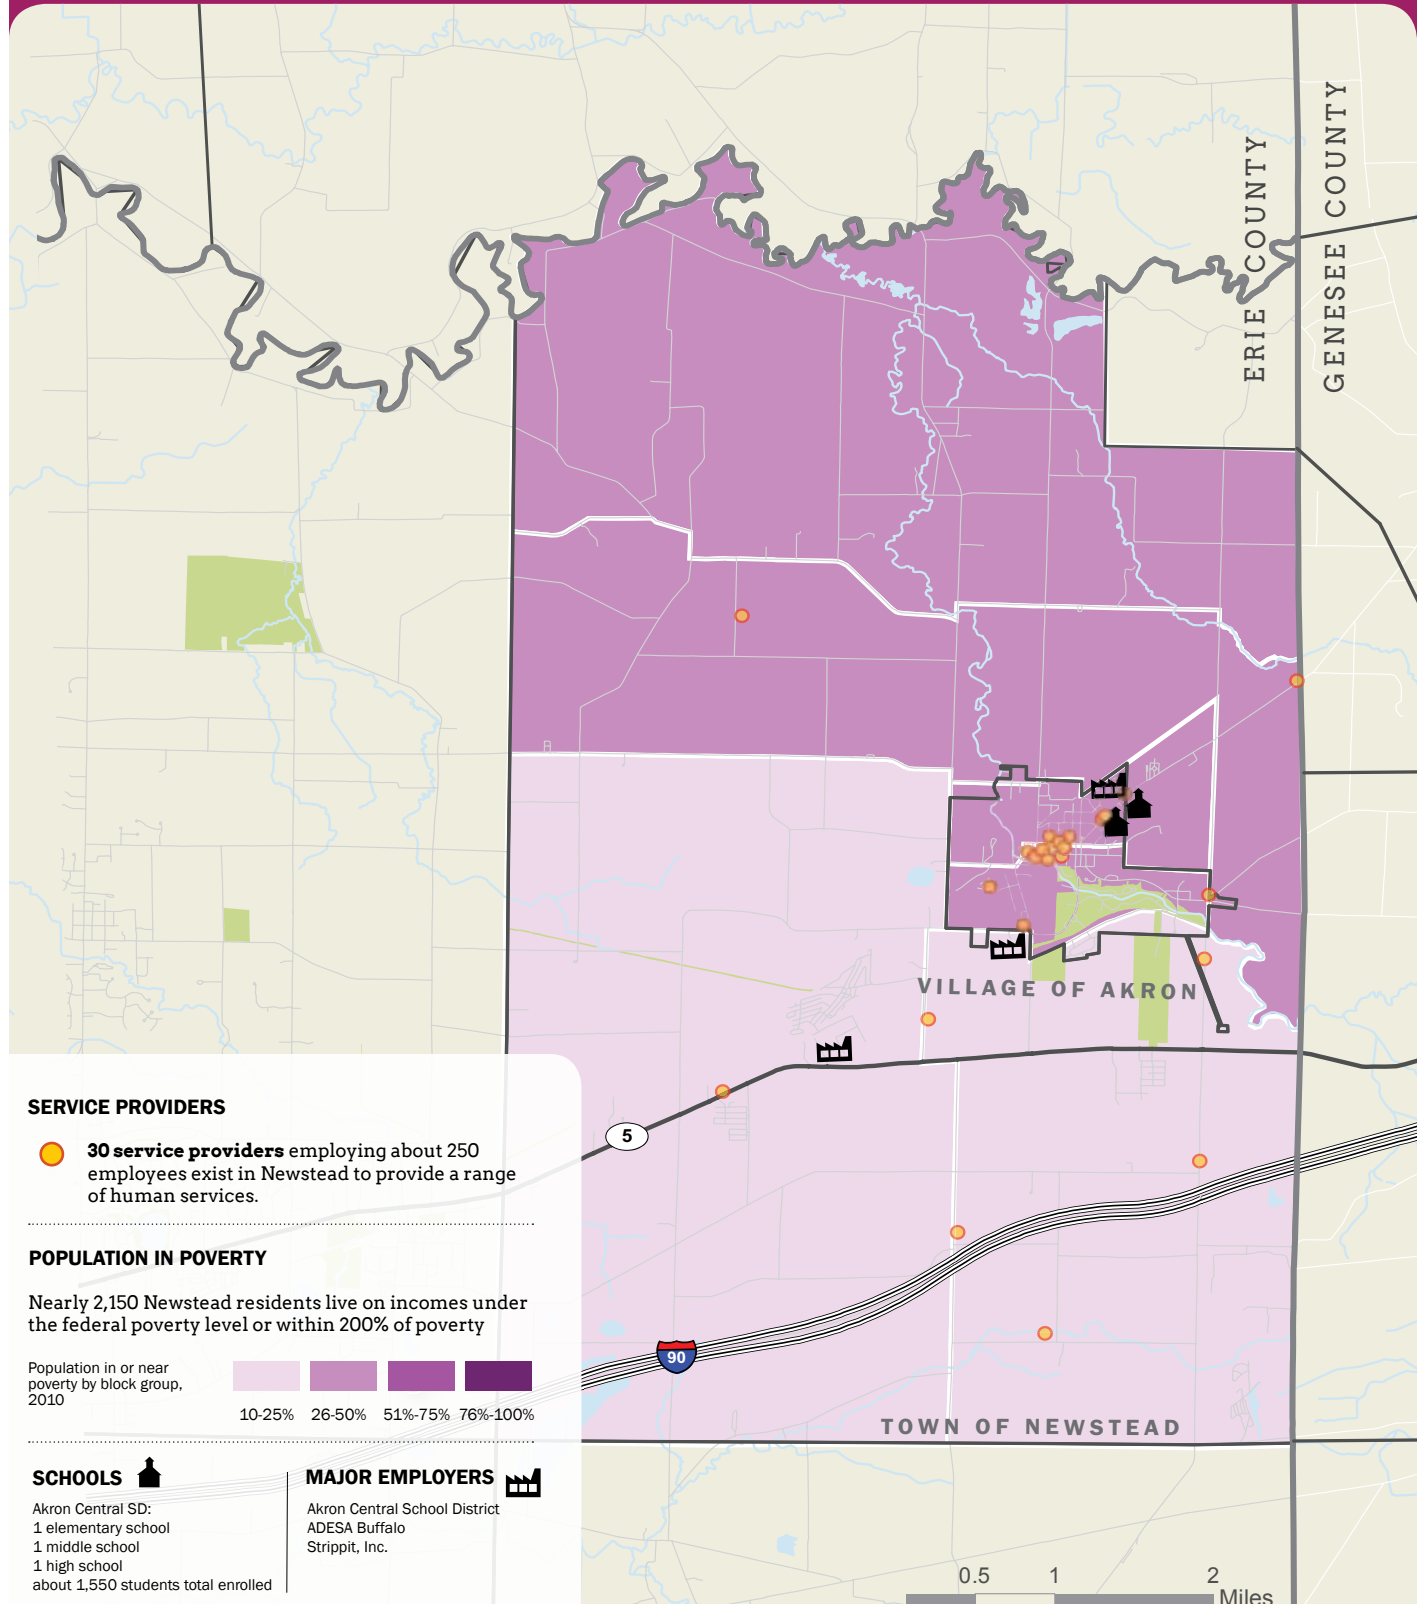 ERIE COUNTY
GENESEE COUNTY
VILLAGE OF AKRON
5
90
TOWN OF NEWSTEAD
SERVICE PROVIDERS
30 service providers employing about 250
employees exist in Newstead to provide a range
of human services.
POPULATION IN POVERTY
Nearly 2,150 Newstead residents live on incomes under
the federal poverty level or within 200% of poverty
Population in or near
poverty by block group,
2010
10-25% 26-50% 51%-75% 76%-100%
SCHOOLS
Akron Central SD:
1 elementary school
1 middle school
1 high school
about 1,550 students total enrolled
MAJOR EMPLOYERS
Akron Central School District
ADESA Buffalo
Strippit, Inc.
0.5 1 2
Miles